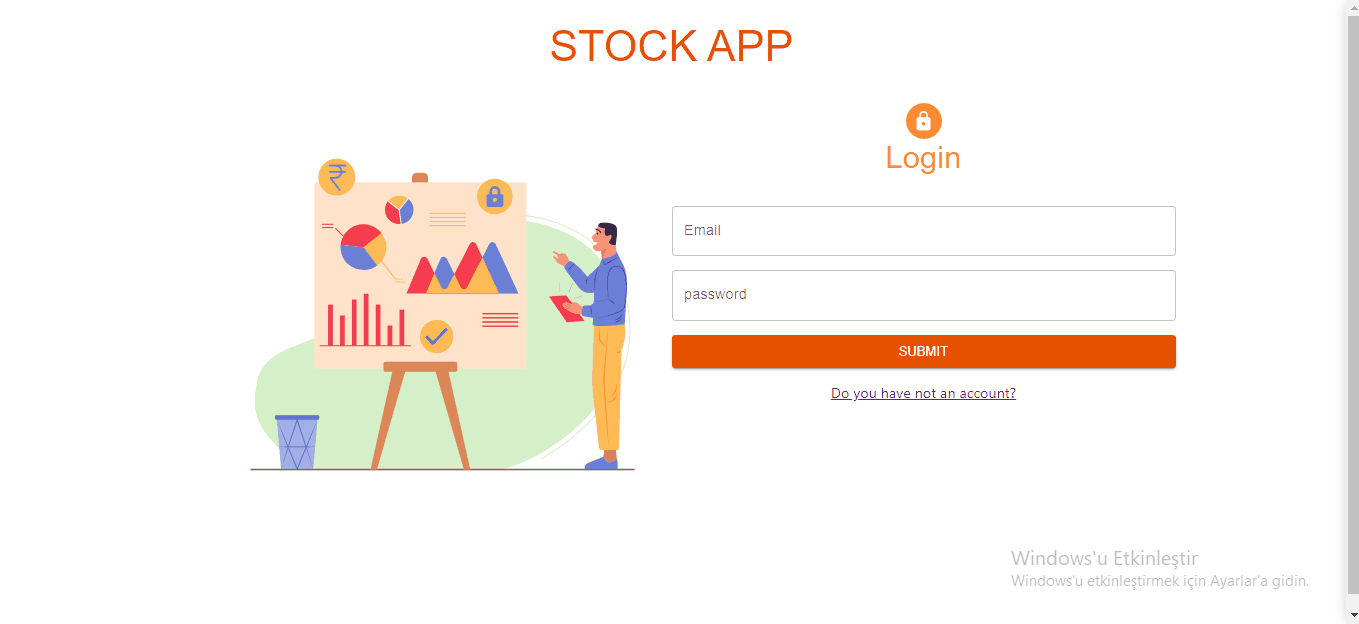 STOCK APP
Login
Email
password
SUBMIT
Do you have not an account?
Windows'u Etkinleştir
Windows'u etkinleştirmek için Ayarlar'a gidin.